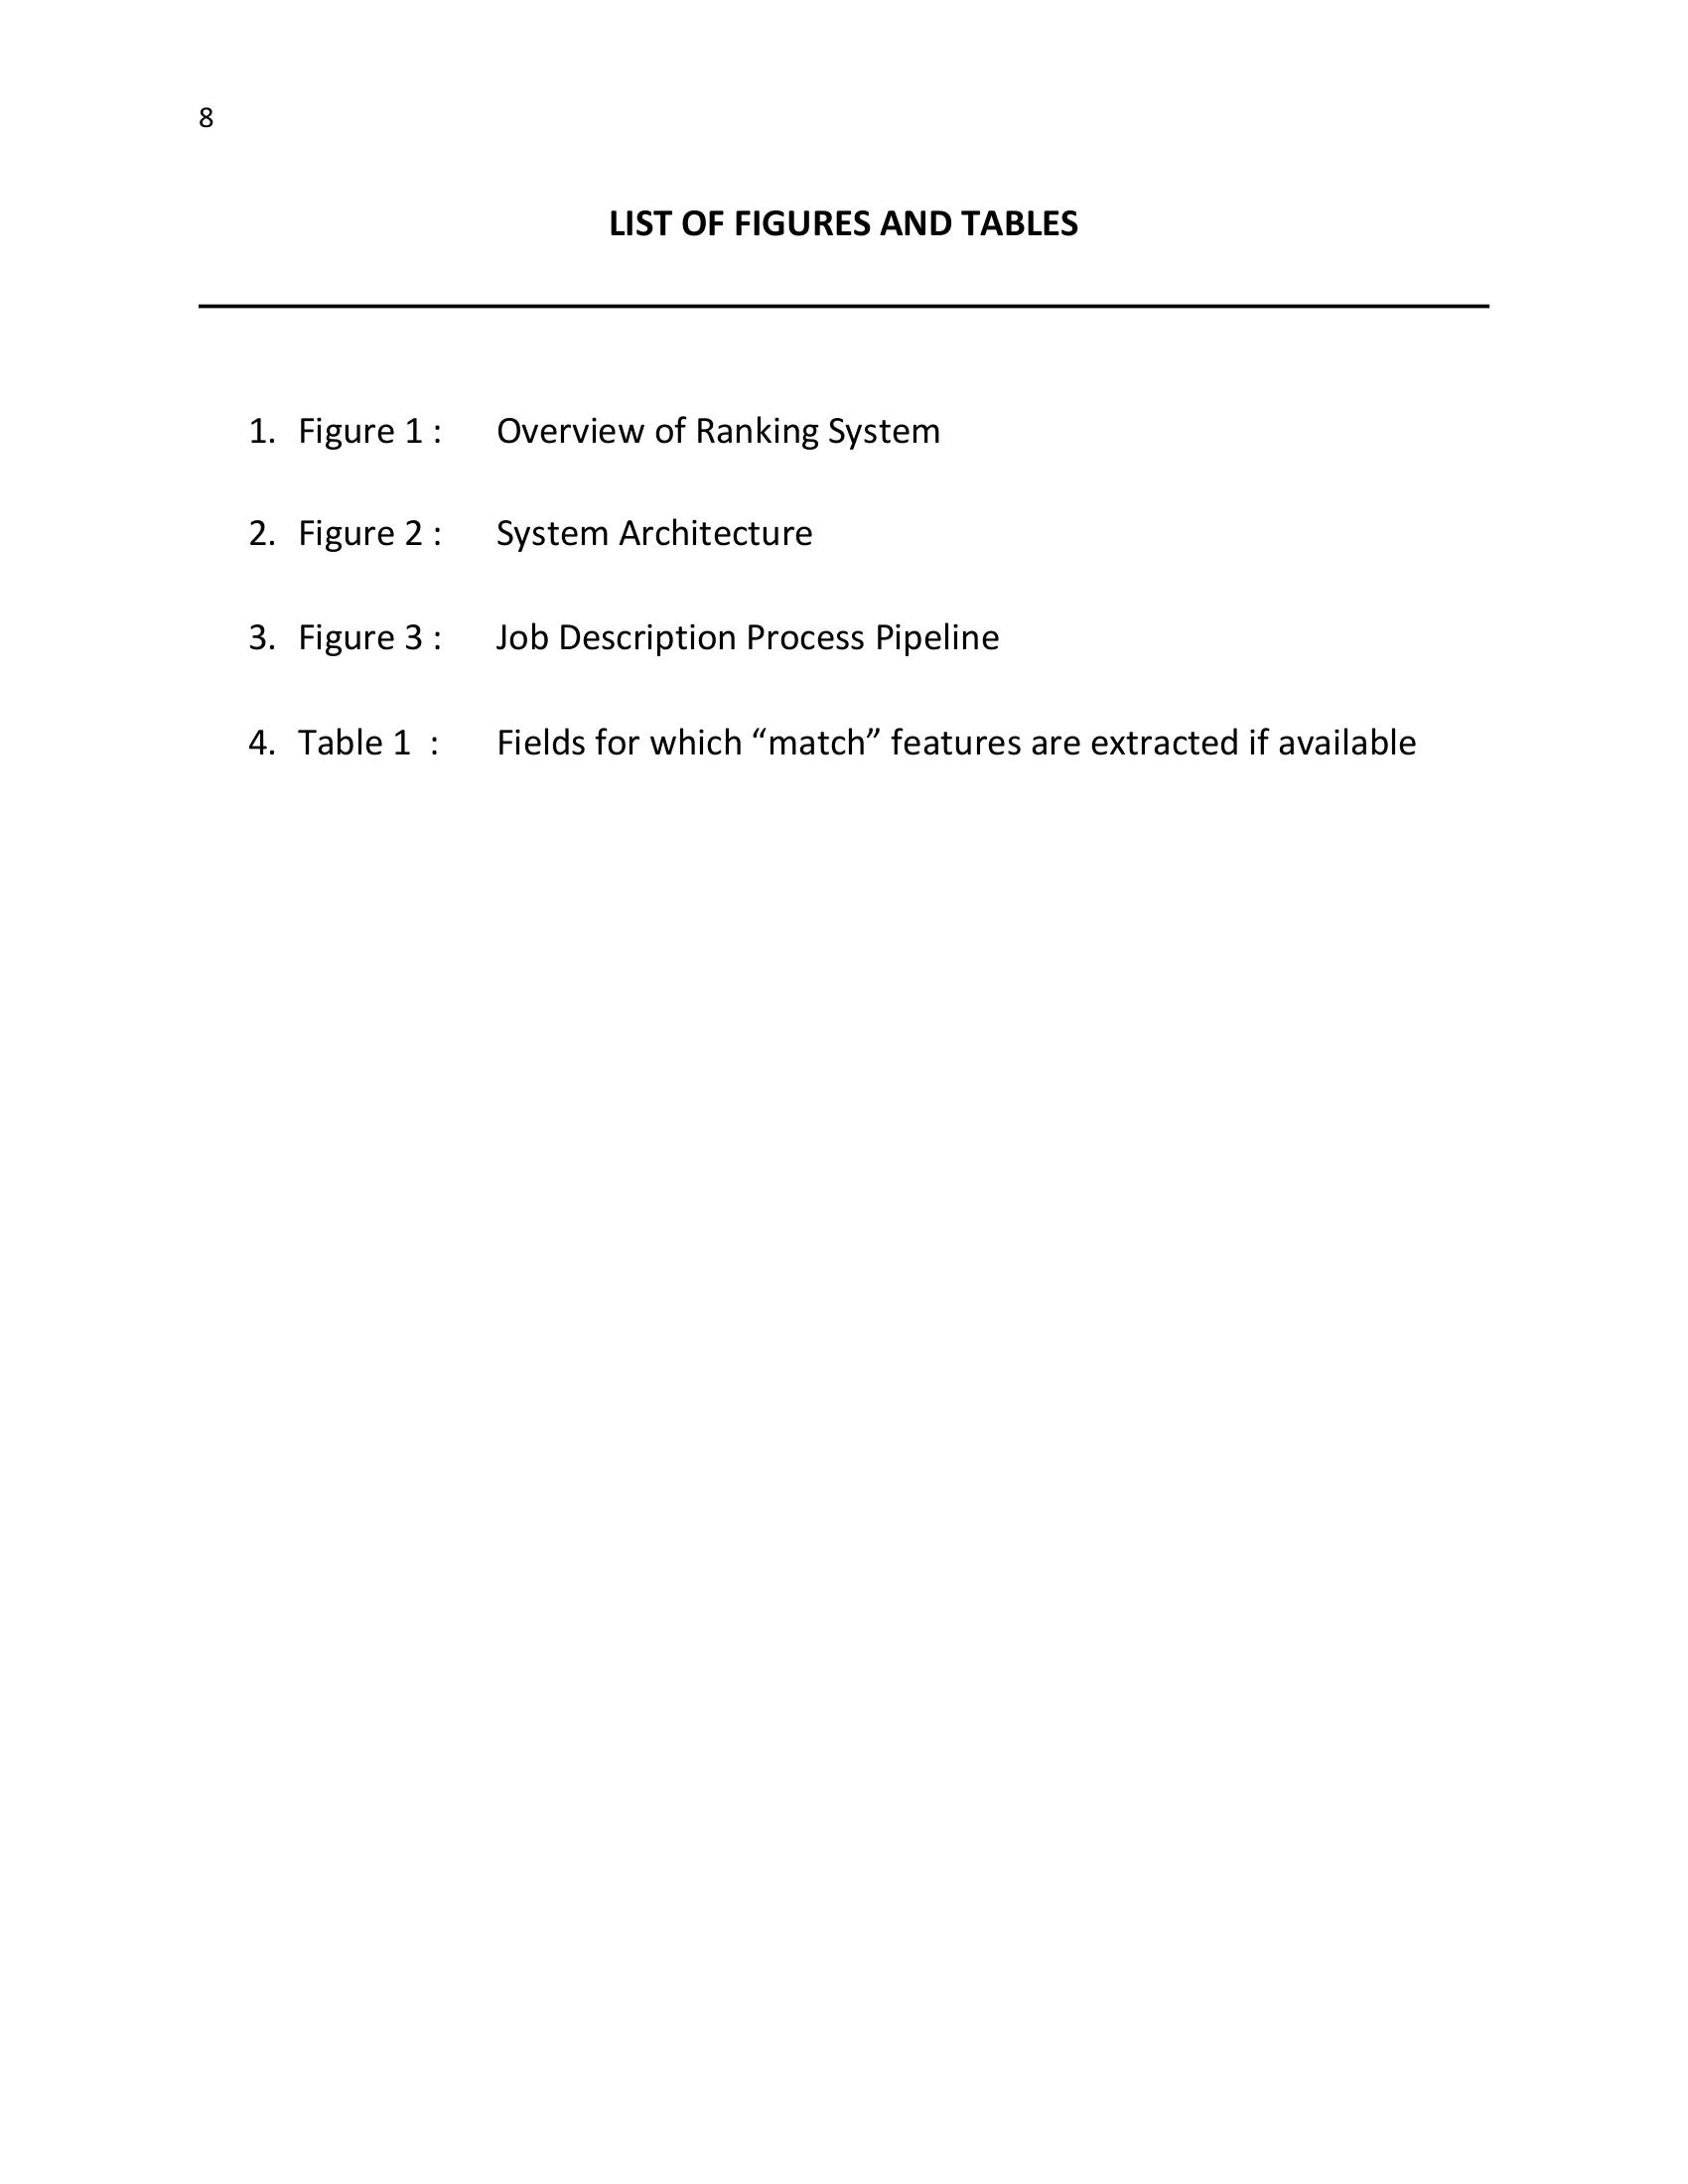 8
LIST OF FIGURES AND TABLES
1. Figure 1 : Overview of Ranking System
2. Figure 2 : System Architecture
3. Figure 3 : Job Description Process Pipeline
4. Table 1 : Fields for which “match” features are extracted if available